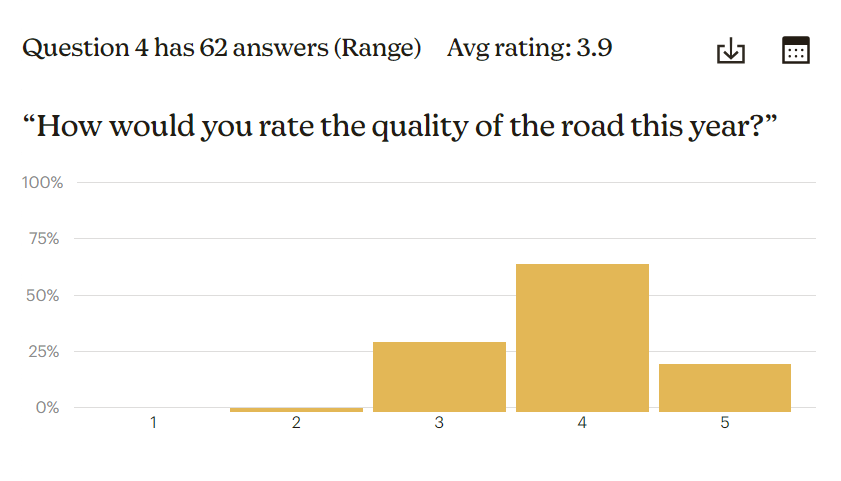 Question 4 has 62 answers (Range) Avg rating: 3.9
“How would you rate the quality of the road this year?”
100%
75%
50%
25%
0%
1 2 3 4 5